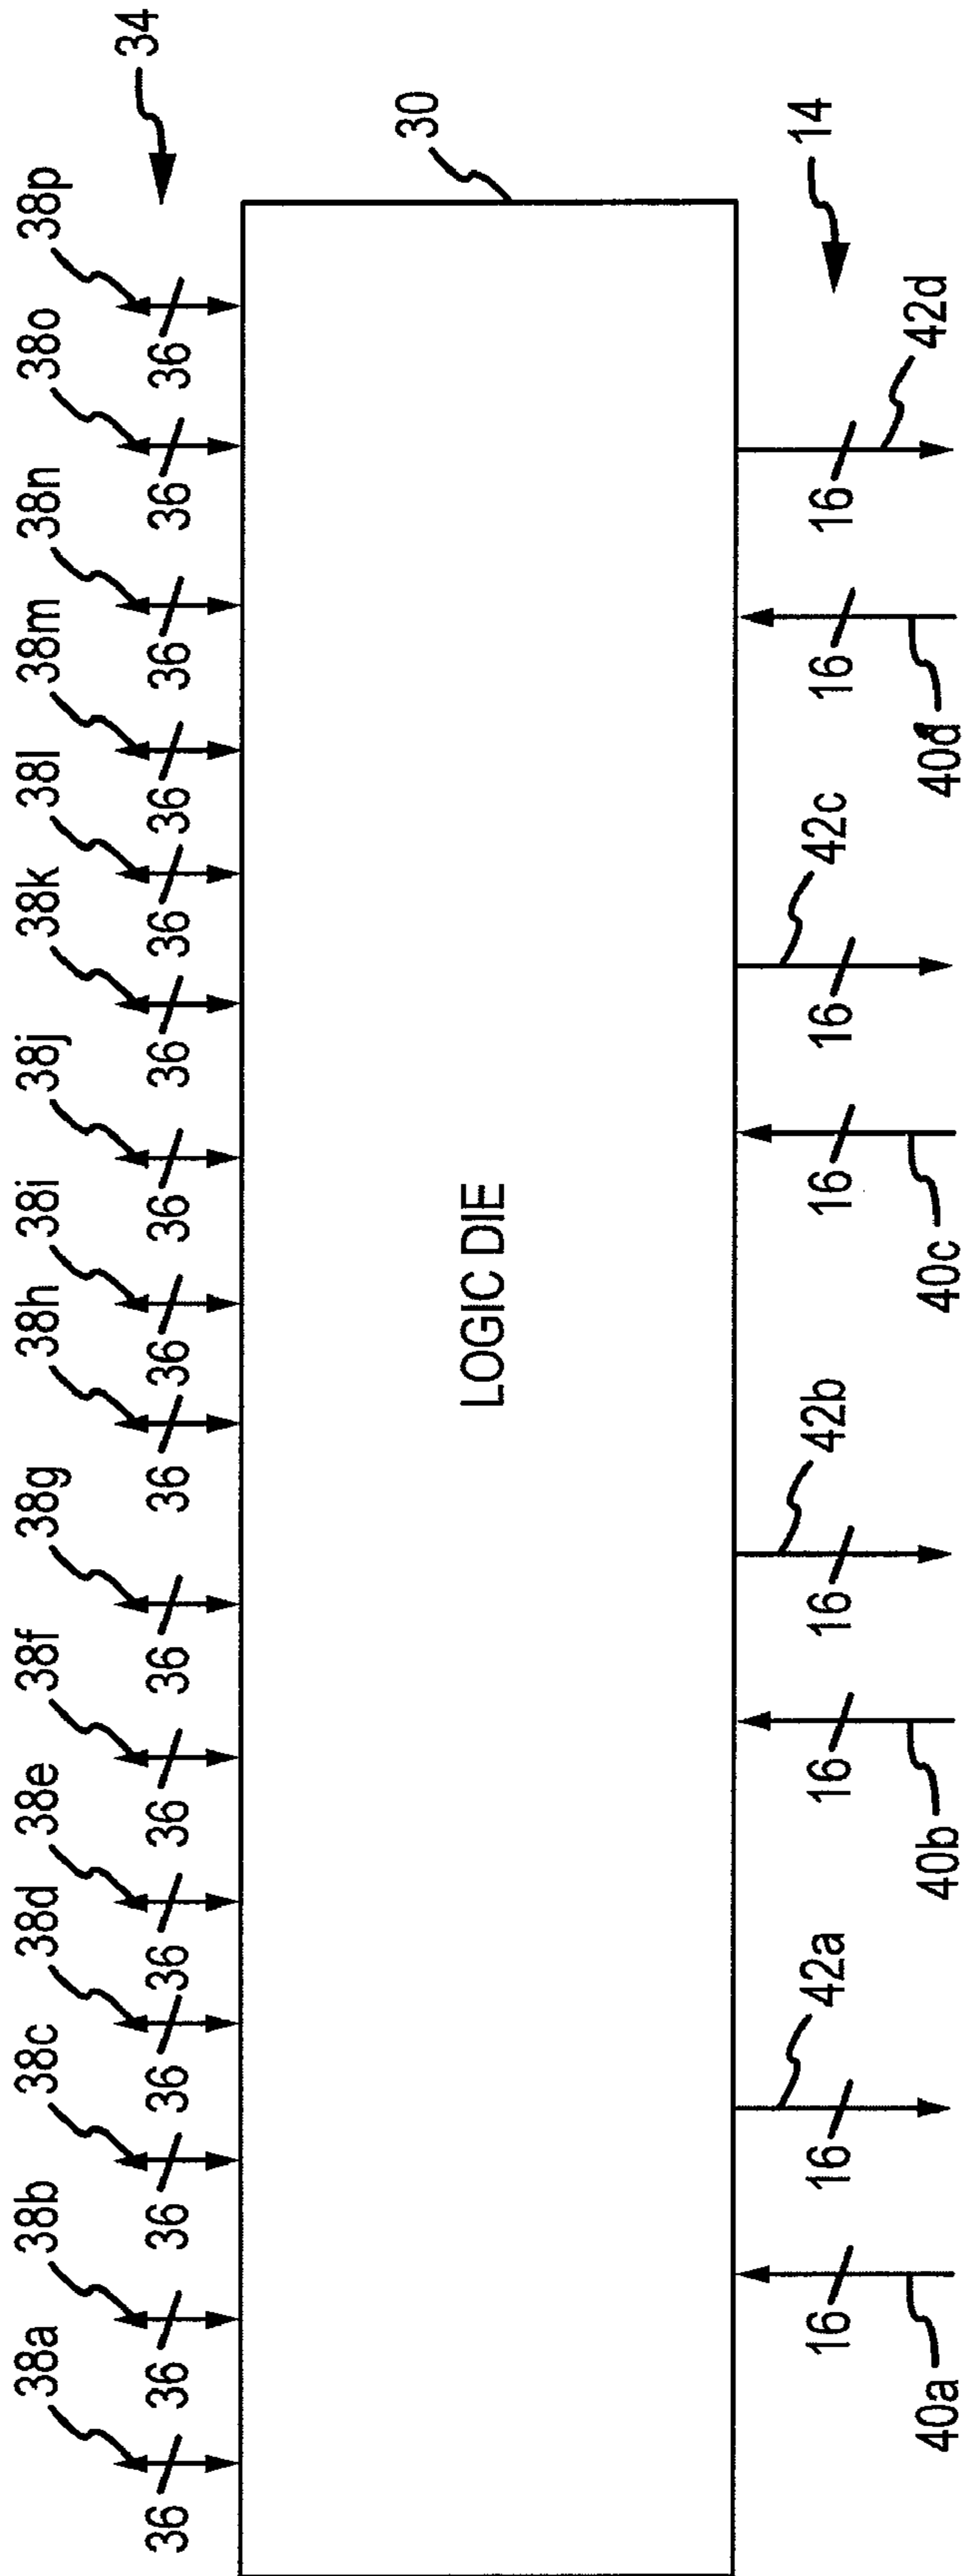 34
38a 38b 38c 38d 38e 38f 38g 38h 38i 38j 38k 38l 38m 38n 38o 38p
36 36 36 36 36 36 36 36 36 36 36 36 36 36 36 36
30
LOGIC DIE
14
42a 42b 42c 42d
16 16 16 16 16 16 16 16
40a 40b 40c 40d